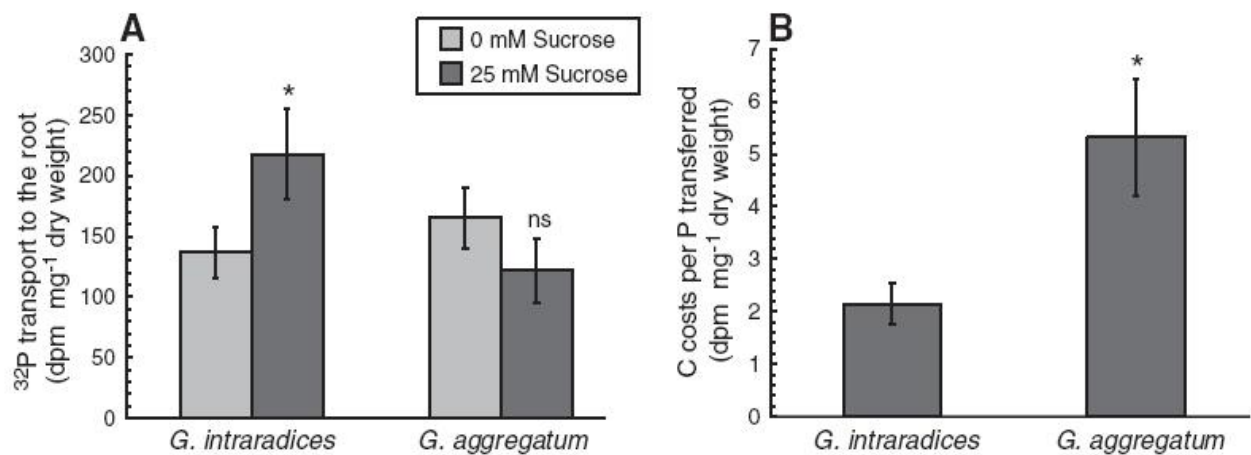 A
0 mM Sucrose
25 mM Sucrose
³²P transport to the root
(dpm mg⁻¹ dry weight)
300
250
200
150
100
50
0
*
ns
G. intraradices
G. aggregatum
B
C costs per P transferred
(dpm mg⁻¹ dry weight)
7
6
5
4
3
2
1
0
*
G. intraradices
G. aggregatum